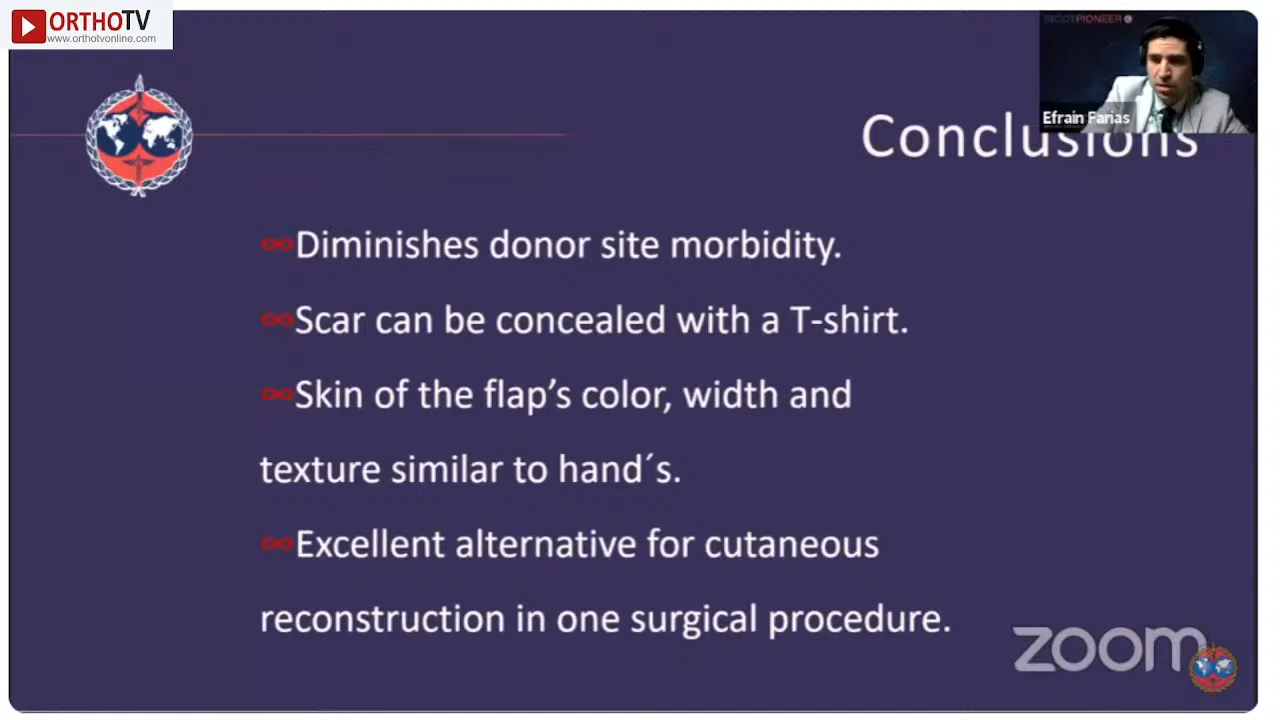 ORTHOTV
www.orthotvonline.com
SICOT PIONEER
Efrain Farias
Conclusions
∞Diminishes donor site morbidity.
∞Scar can be concealed with a T-shirt.
∞Skin of the flap’s color, width and
texture similar to hand´s.
∞Excellent alternative for cutaneous
reconstruction in one surgical procedure.
zoom